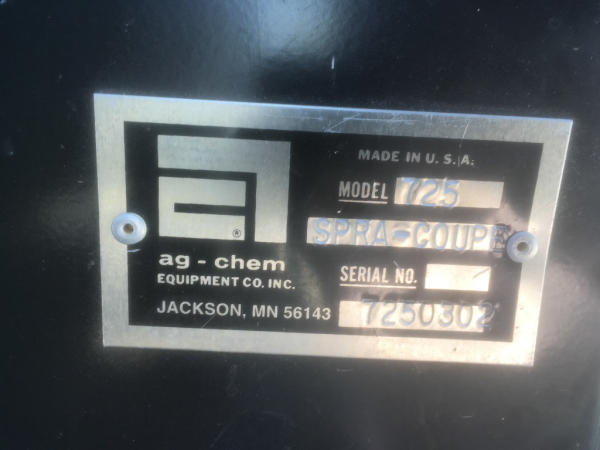 MADE IN U.S.A.
MODEL 725
SPRA-COUPE
®
ag-chem
EQUIPMENT CO. INC.
SERIAL NO.
JACKSON, MN 56143
7250302